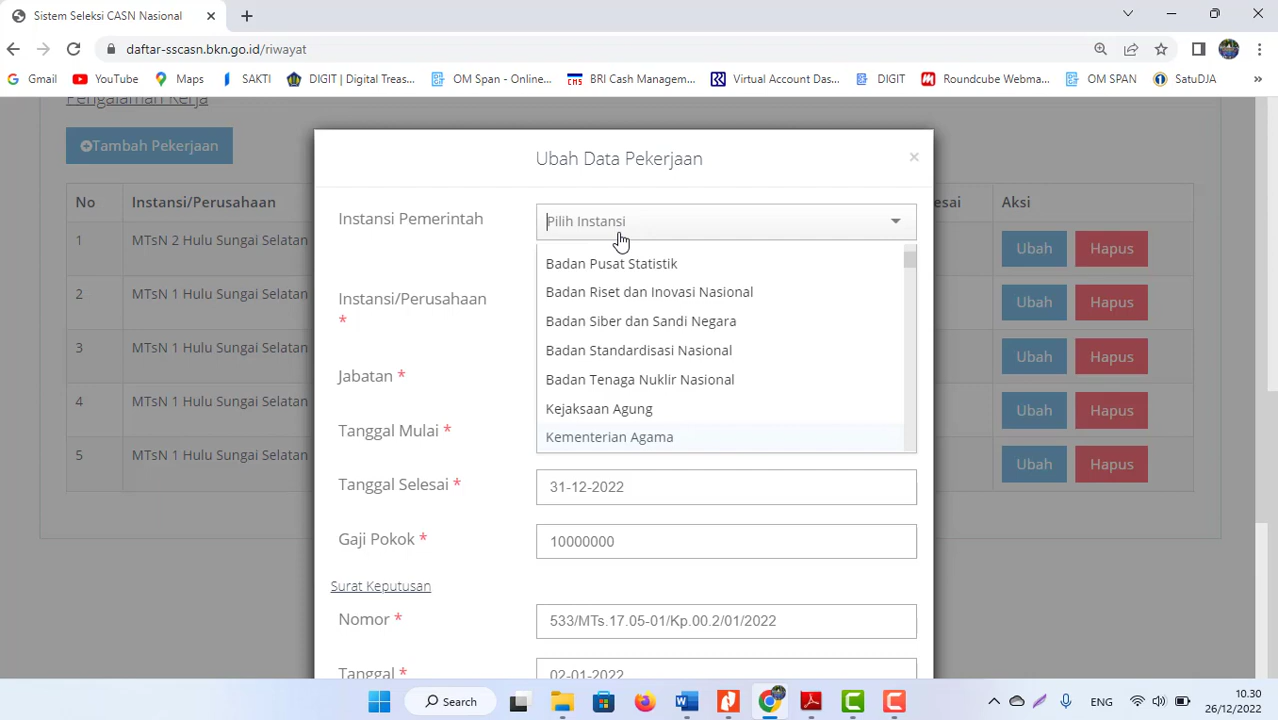 Sistem Seleksi CASN Nasional
daftar-sscasn.bkn.go.id/riwayat
Gmail YouTube Maps SAKTI DIGIT | Digital Treas... OM Span - Online... BRI Cash Managem... Virtual Account Das... DIGIT Roundcube Webma... OM SPAN SatuDJA »
Pengalaman Kerja
Tambah Pekerjaan
Ubah Data Pekerjaan ×
No Instansi/Perusahaan esai Aksi
1 MTsN 2 Hulu Sungai Selatan Ubah Hapus
2 MTsN 1 Hulu Sungai Selatan Ubah Hapus
3 MTsN 1 Hulu Sungai Selatan Ubah Hapus
4 MTsN 1 Hulu Sungai Selatan Ubah Hapus
5 MTsN 1 Hulu Sungai Selatan Ubah Hapus
Instansi Pemerintah Pilih Instansi
Badan Pusat Statistik
Badan Riset dan Inovasi Nasional
Badan Siber dan Sandi Negara
Badan Standardisasi Nasional
Badan Tenaga Nuklir Nasional
Kejaksaan Agung
Kementerian Agama
Instansi/Perusahaan
*
Jabatan *
Tanggal Mulai *
Tanggal Selesai * 31-12-2022
Gaji Pokok * 10000000
Surat Keputusan
Nomor * 533/MTs.17.05-01/Kp.00.2/01/2022
Tanggal * 02-01-2022
Search
ENG
10.30
26/12/2022